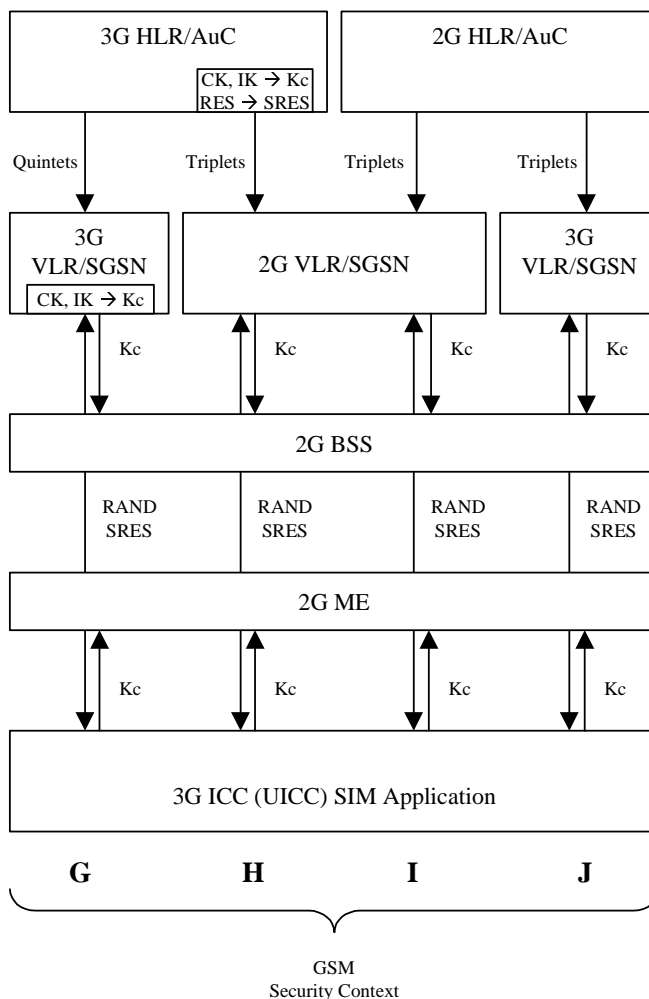 3G HLR/AuC
2G HLR/AuC
CK, IK → Kc
RES → SRES
Quintets
Triplets
Triplets
Triplets
3G
VLR/SGSN
CK, IK → Kc
2G VLR/SGSN
3G
VLR/SGSN
Kc
Kc
Kc
Kc
2G BSS
RAND
SRES
RAND
SRES
RAND
SRES
RAND
SRES
2G ME
Kc
Kc
Kc
Kc
3G ICC (UICC) SIM Application
G
H
I
J
GSM
Security Context